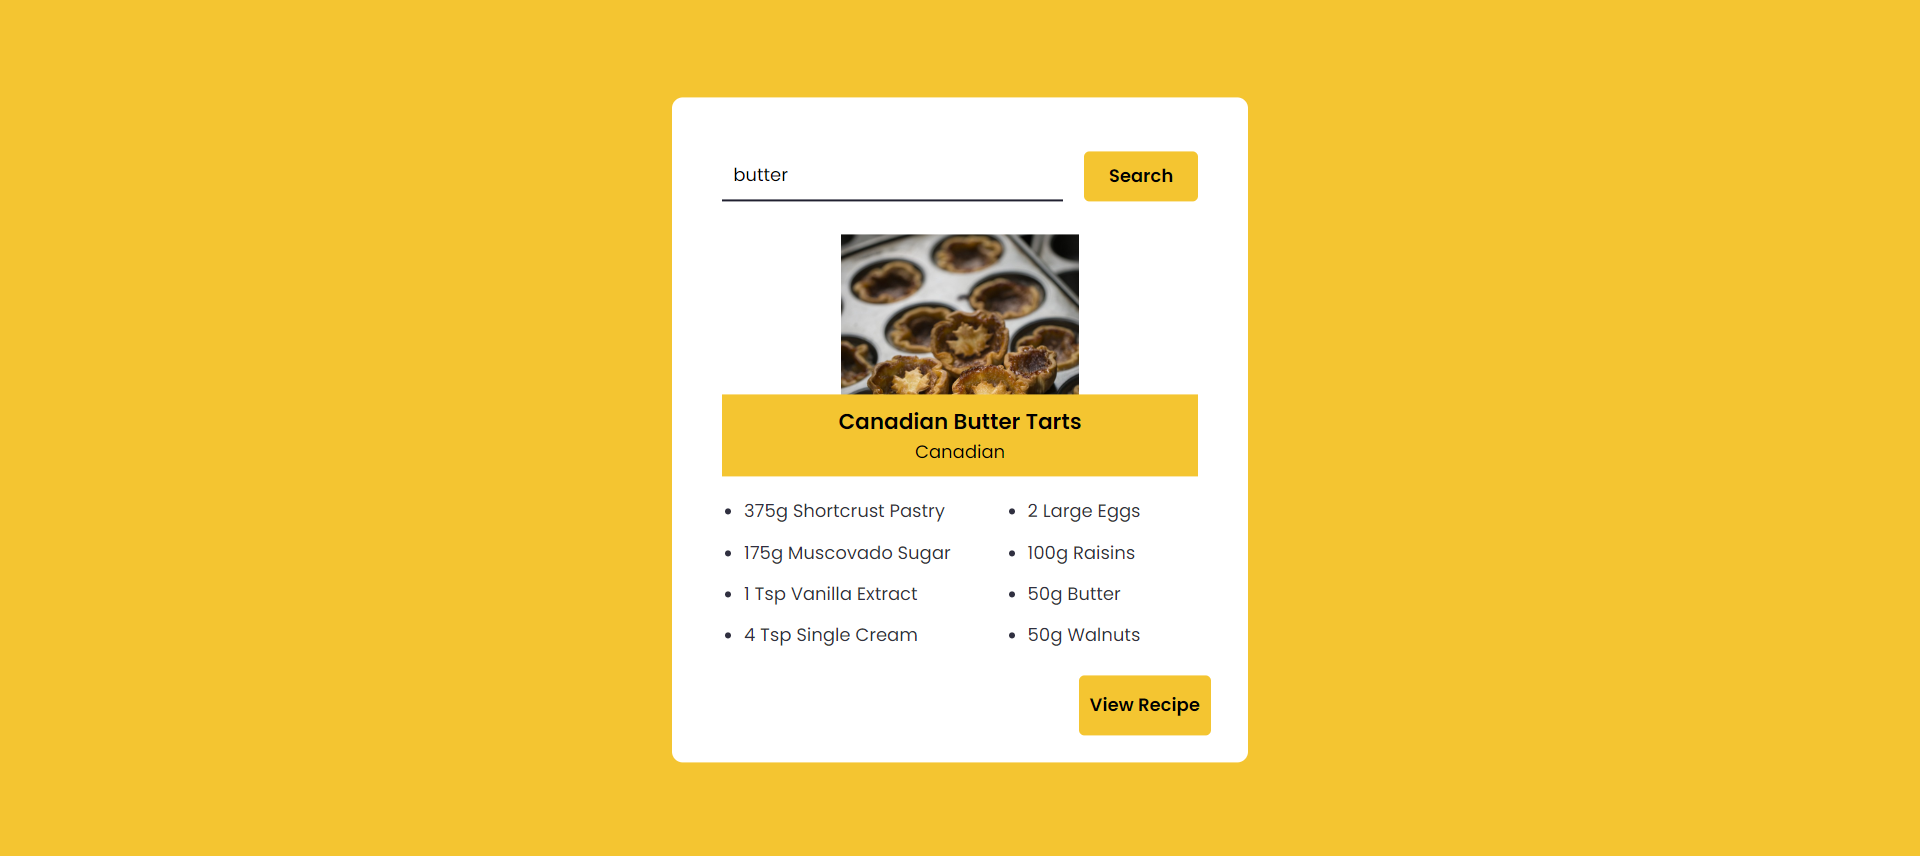 butter
Search
Canadian Butter Tarts
Canadian
375g Shortcrust Pastry
2 Large Eggs
175g Muscovado Sugar
100g Raisins
1 Tsp Vanilla Extract
50g Butter
4 Tsp Single Cream
50g Walnuts
View Recipe